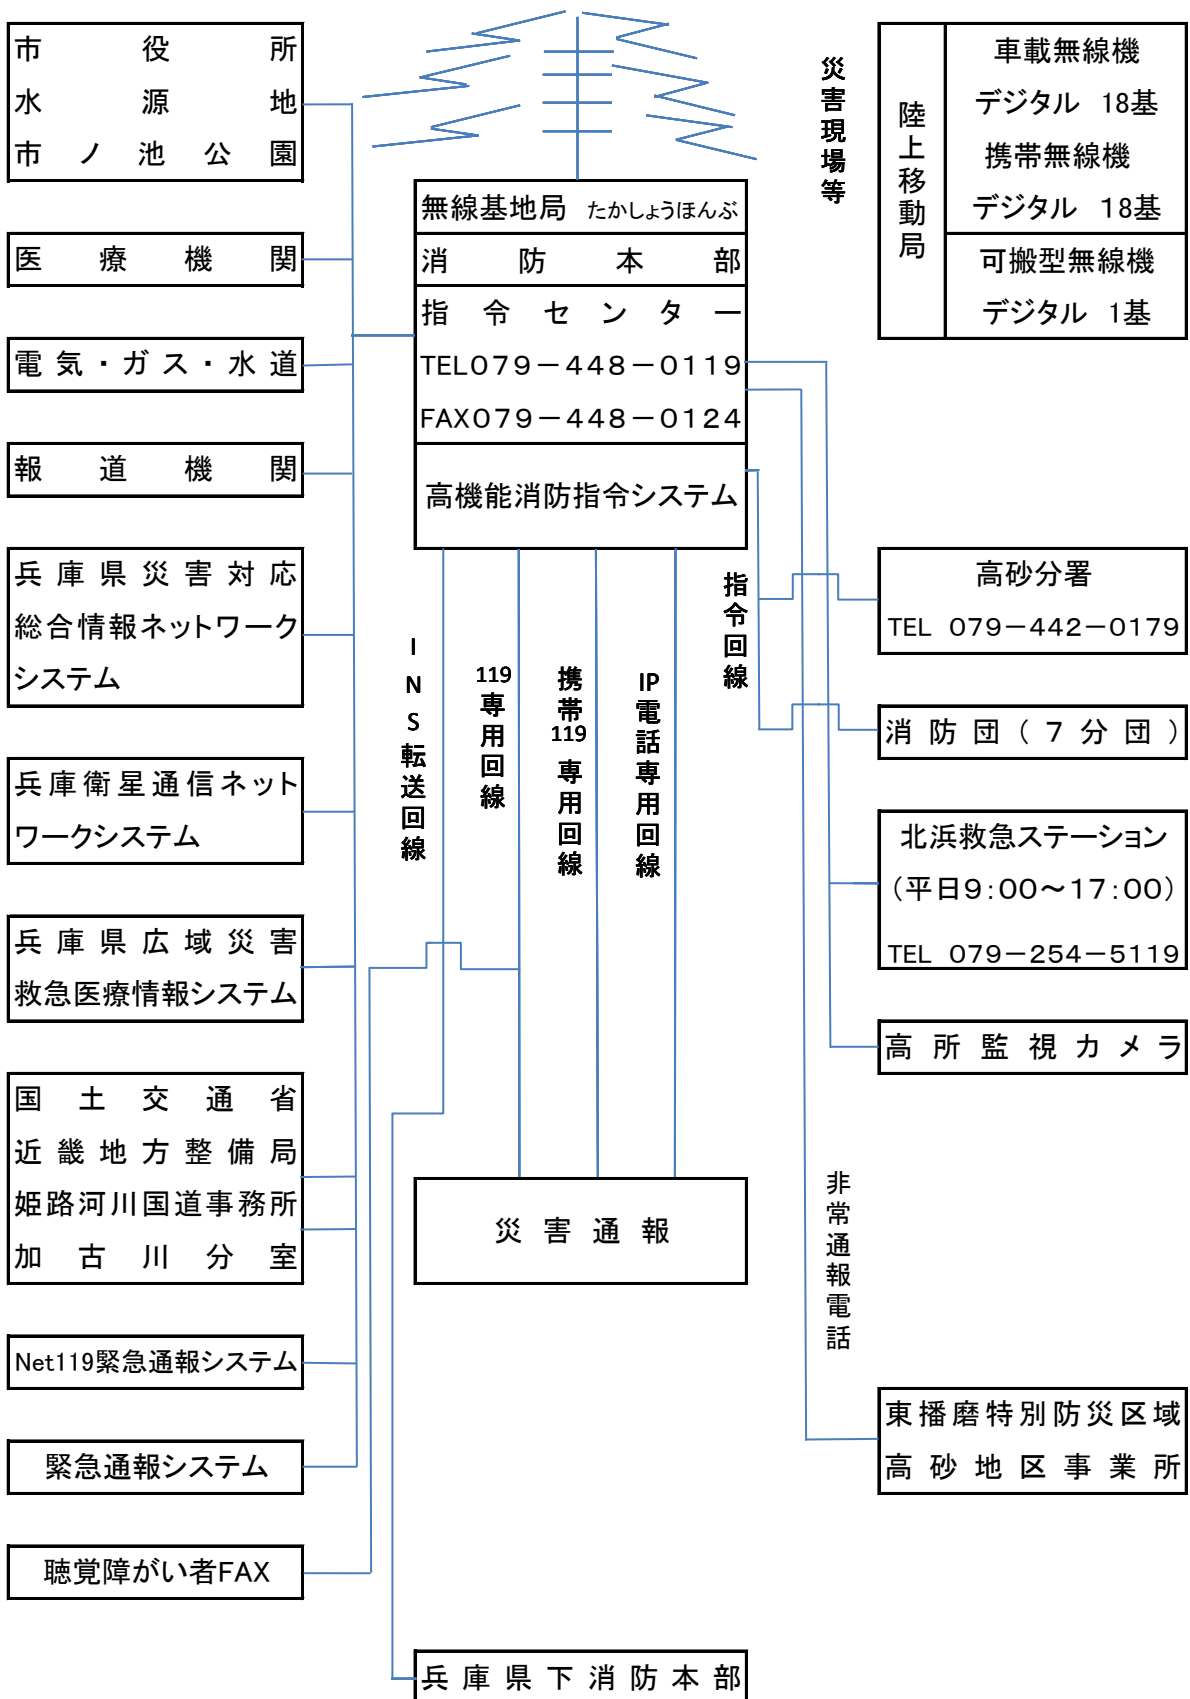 市役所
水源地
市ノ池公園
医療機関
電気・ガス・水道
報道機関
兵庫県災害対応
総合情報ネットワーク
システム
兵庫衛星通信ネット
ワークシステム
兵庫県広域災害
救急医療情報システム
国土交通省
近畿地方整備局
姫路河川国道事務所
加古川分室
Net119緊急通報システム
緊急通報システム
聴覚障がい者FAX
無線基地局 たかしょうほんぶ
消防本部
指令センター
TEL079－448－0119
FAX079－448－0124
高機能消防指令システム
INS転送回線
119専用回線
携帯119専用回線
IP電話専用回線
指令回線
災害通報
兵庫県下消防本部
災害現場等
陸上移動局
車載無線機
デジタル 18基
携帯無線機
デジタル 18基
可搬型無線機
デジタル 1基
高砂分署
TEL 079－442－0179
消防団（７分団）
北浜救急ステーション
（平日9：00～17：00）
TEL 079－254－5119
高所監視カメラ
非常通報電話
東播磨特別防災区域
高砂地区事業所